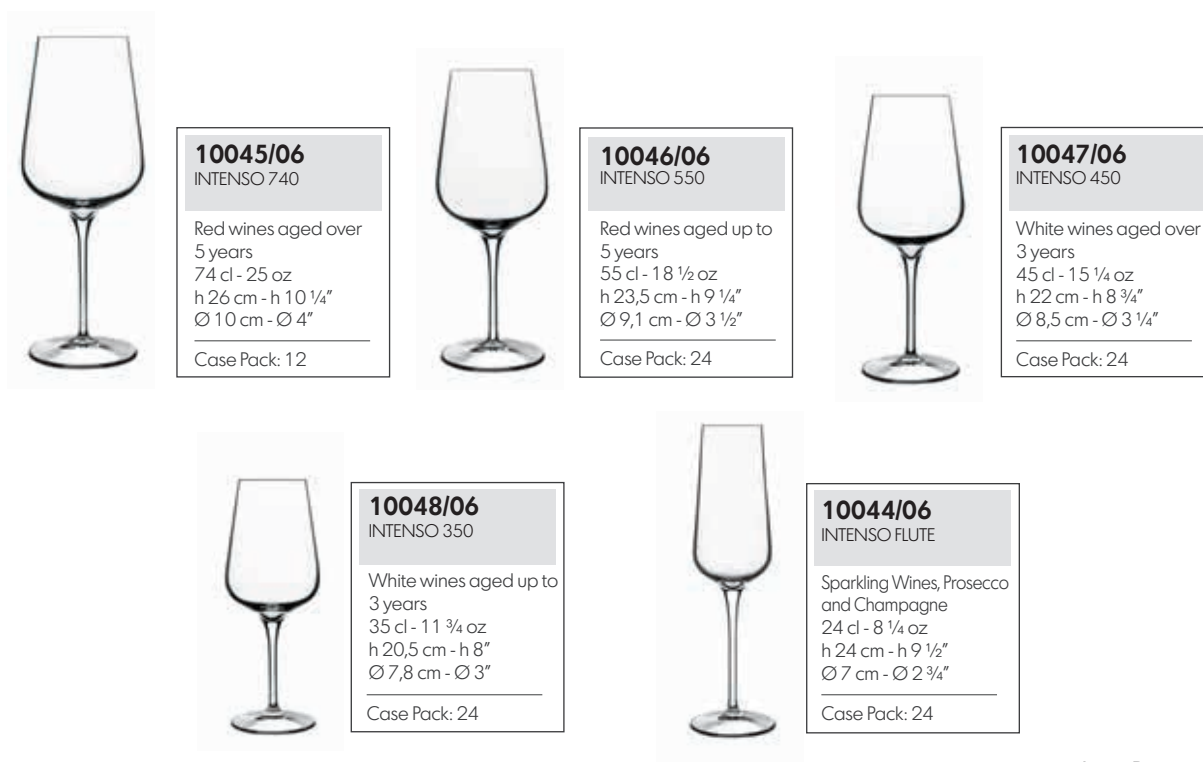 10045/06
INTENSO 740
Red wines aged over
5 years
74 cl - 25 oz
h 26 cm - h 10 ¼”
Ø 10 cm - Ø 4”
Case Pack: 12
10046/06
INTENSO 550
Red wines aged up to
5 years
55 cl - 18 ½ oz
h 23,5 cm - h 9 ¼”
Ø 9,1 cm - Ø 3 ½”
Case Pack: 24
10047/06
INTENSO 450
White wines aged over
3 years
45 cl - 15 ¼ oz
h 22 cm - h 8 ¾”
Ø 8,5 cm - Ø 3 ¼”
Case Pack: 24
10048/06
INTENSO 350
White wines aged up to
3 years
35 cl - 11 ¾ oz
h 20,5 cm - h 8”
Ø 7,8 cm - Ø 3”
Case Pack: 24
10044/06
INTENSO FLUTE
Sparkling Wines, Prosecco
and Champagne
24 cl - 8 ¼ oz
h 24 cm - h 9 ½”
Ø 7 cm - Ø 2 ¾”
Case Pack: 24